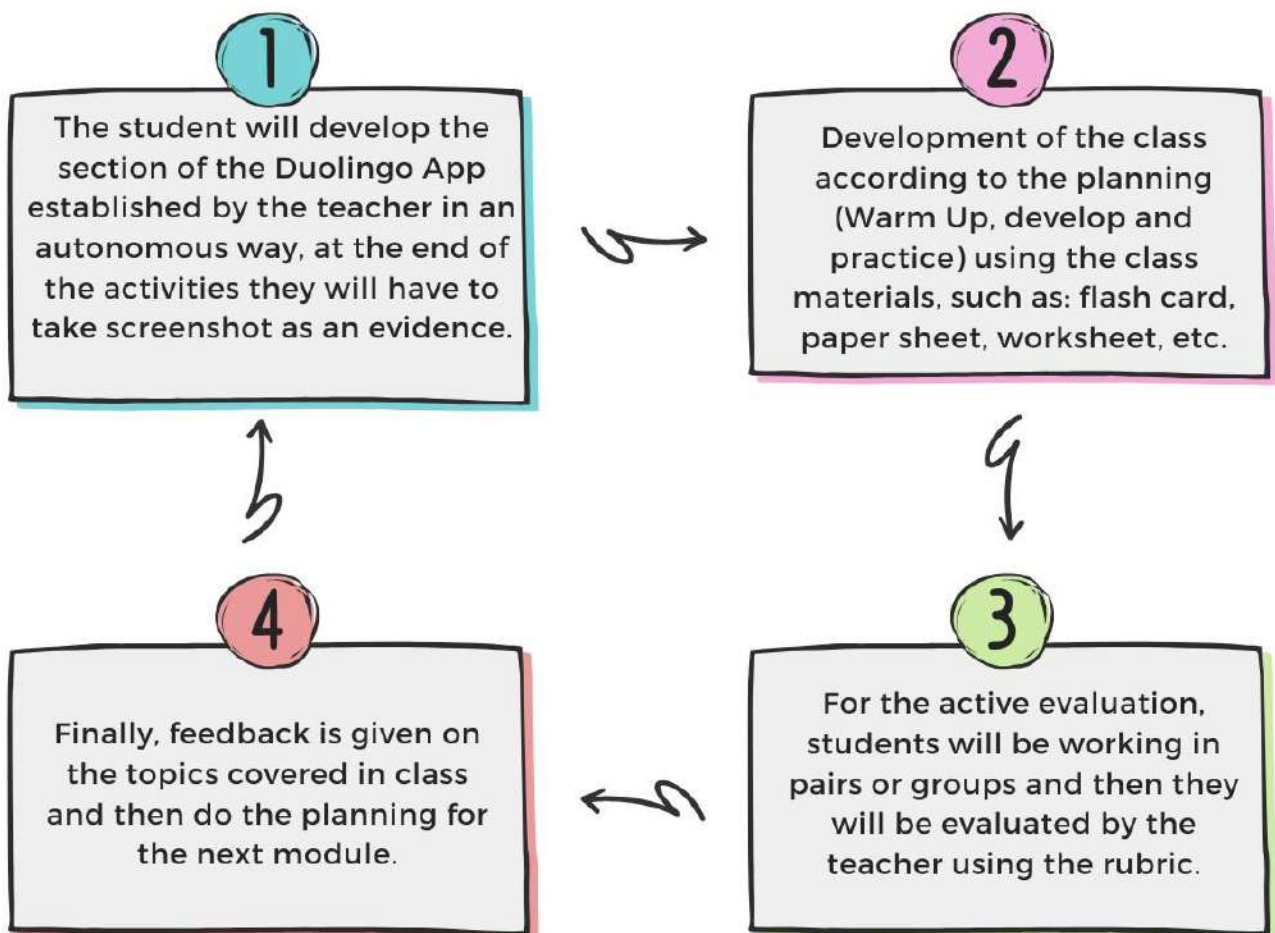 1
The student will develop the
section of the Duolingo App
established by the teacher in an
autonomous way, at the end of
the activities they will have to
take screenshot as an evidence.
2
Development of the class
according to the planning
(Warm Up, develop and
practice) using the class
materials, such as: flash card,
paper sheet, worksheet, etc.
3
For the active evaluation,
students will be working in
pairs or groups and then they
will be evaluated by the
teacher using the rubric.
4
Finally, feedback is given on
the topics covered in class
and then do the planning for
the next module.